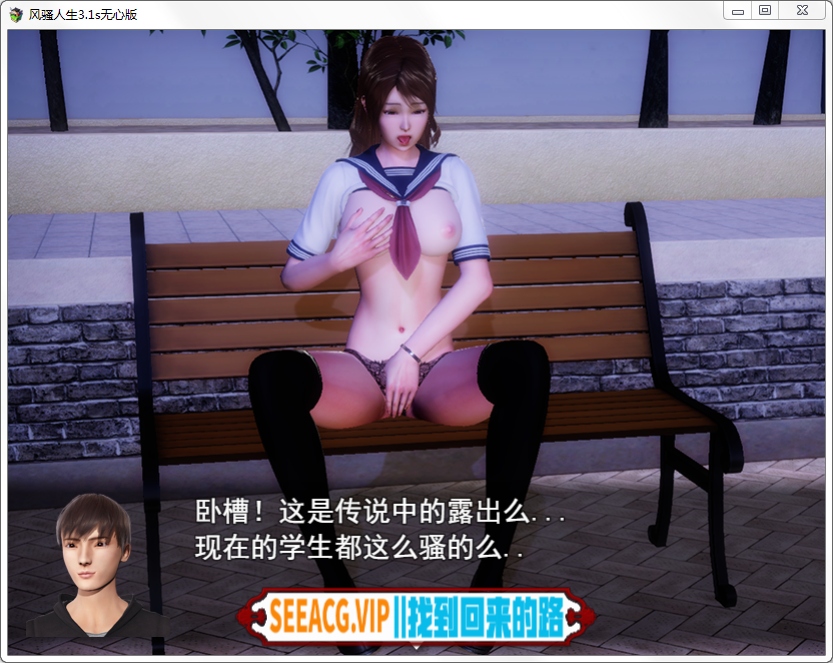 风骚人生3.1s无心版
卧槽！这是传说中的露出么...
现在的学生都这么骚的么..
SEEACG.VIP||找到回来的路